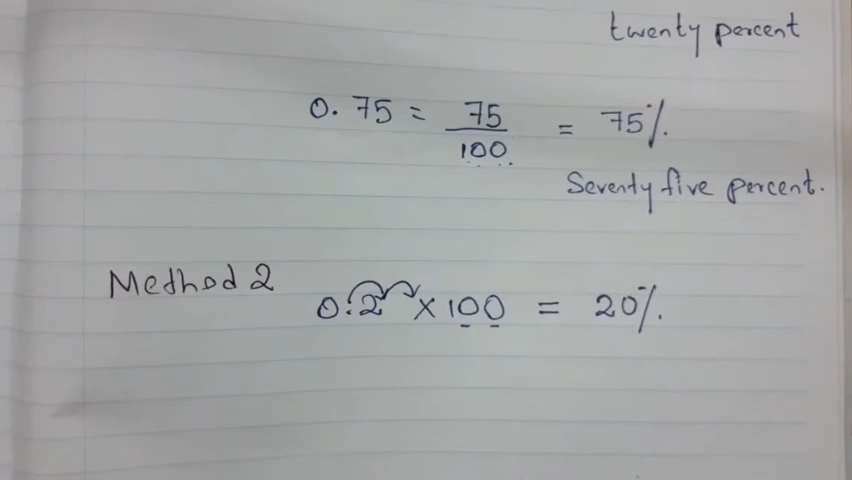 twenty percent
0.75 = 75/100 = 75%.
Seventy five percent.
Method 2
0.2 × 100 = 20%.